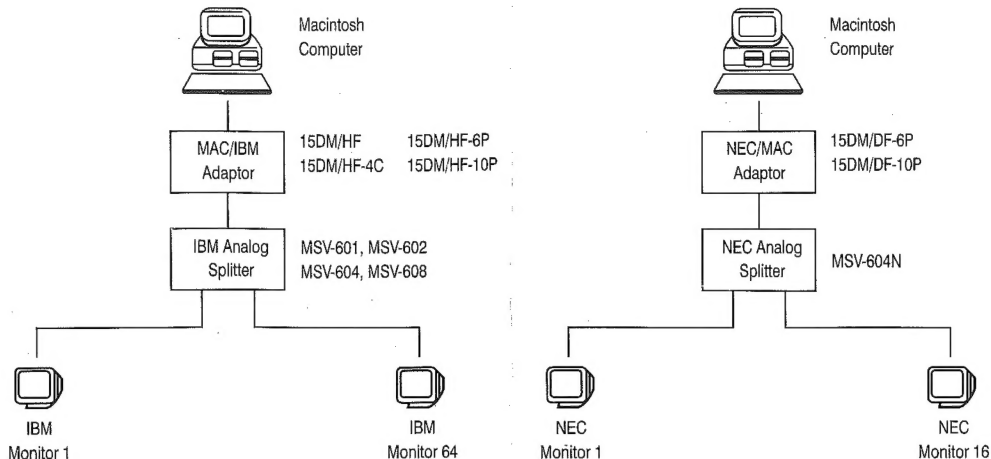 Macintosh
Computer
MAC/IBM
Adaptor
15DM/HF 15DM/HF-6P
15DM/HF-4C 15DM/HF-10P
IBM Analog
Splitter
MSV-601, MSV-602
MSV-604, MSV-608
IBM
Monitor 1
IBM
Monitor 64
Macintosh
Computer
NEC/MAC
Adaptor
15DM/DF-6P
15DM/DF-10P
NEC Analog
Splitter
MSV-604N
NEC
Monitor 1
NEC
Monitor 16